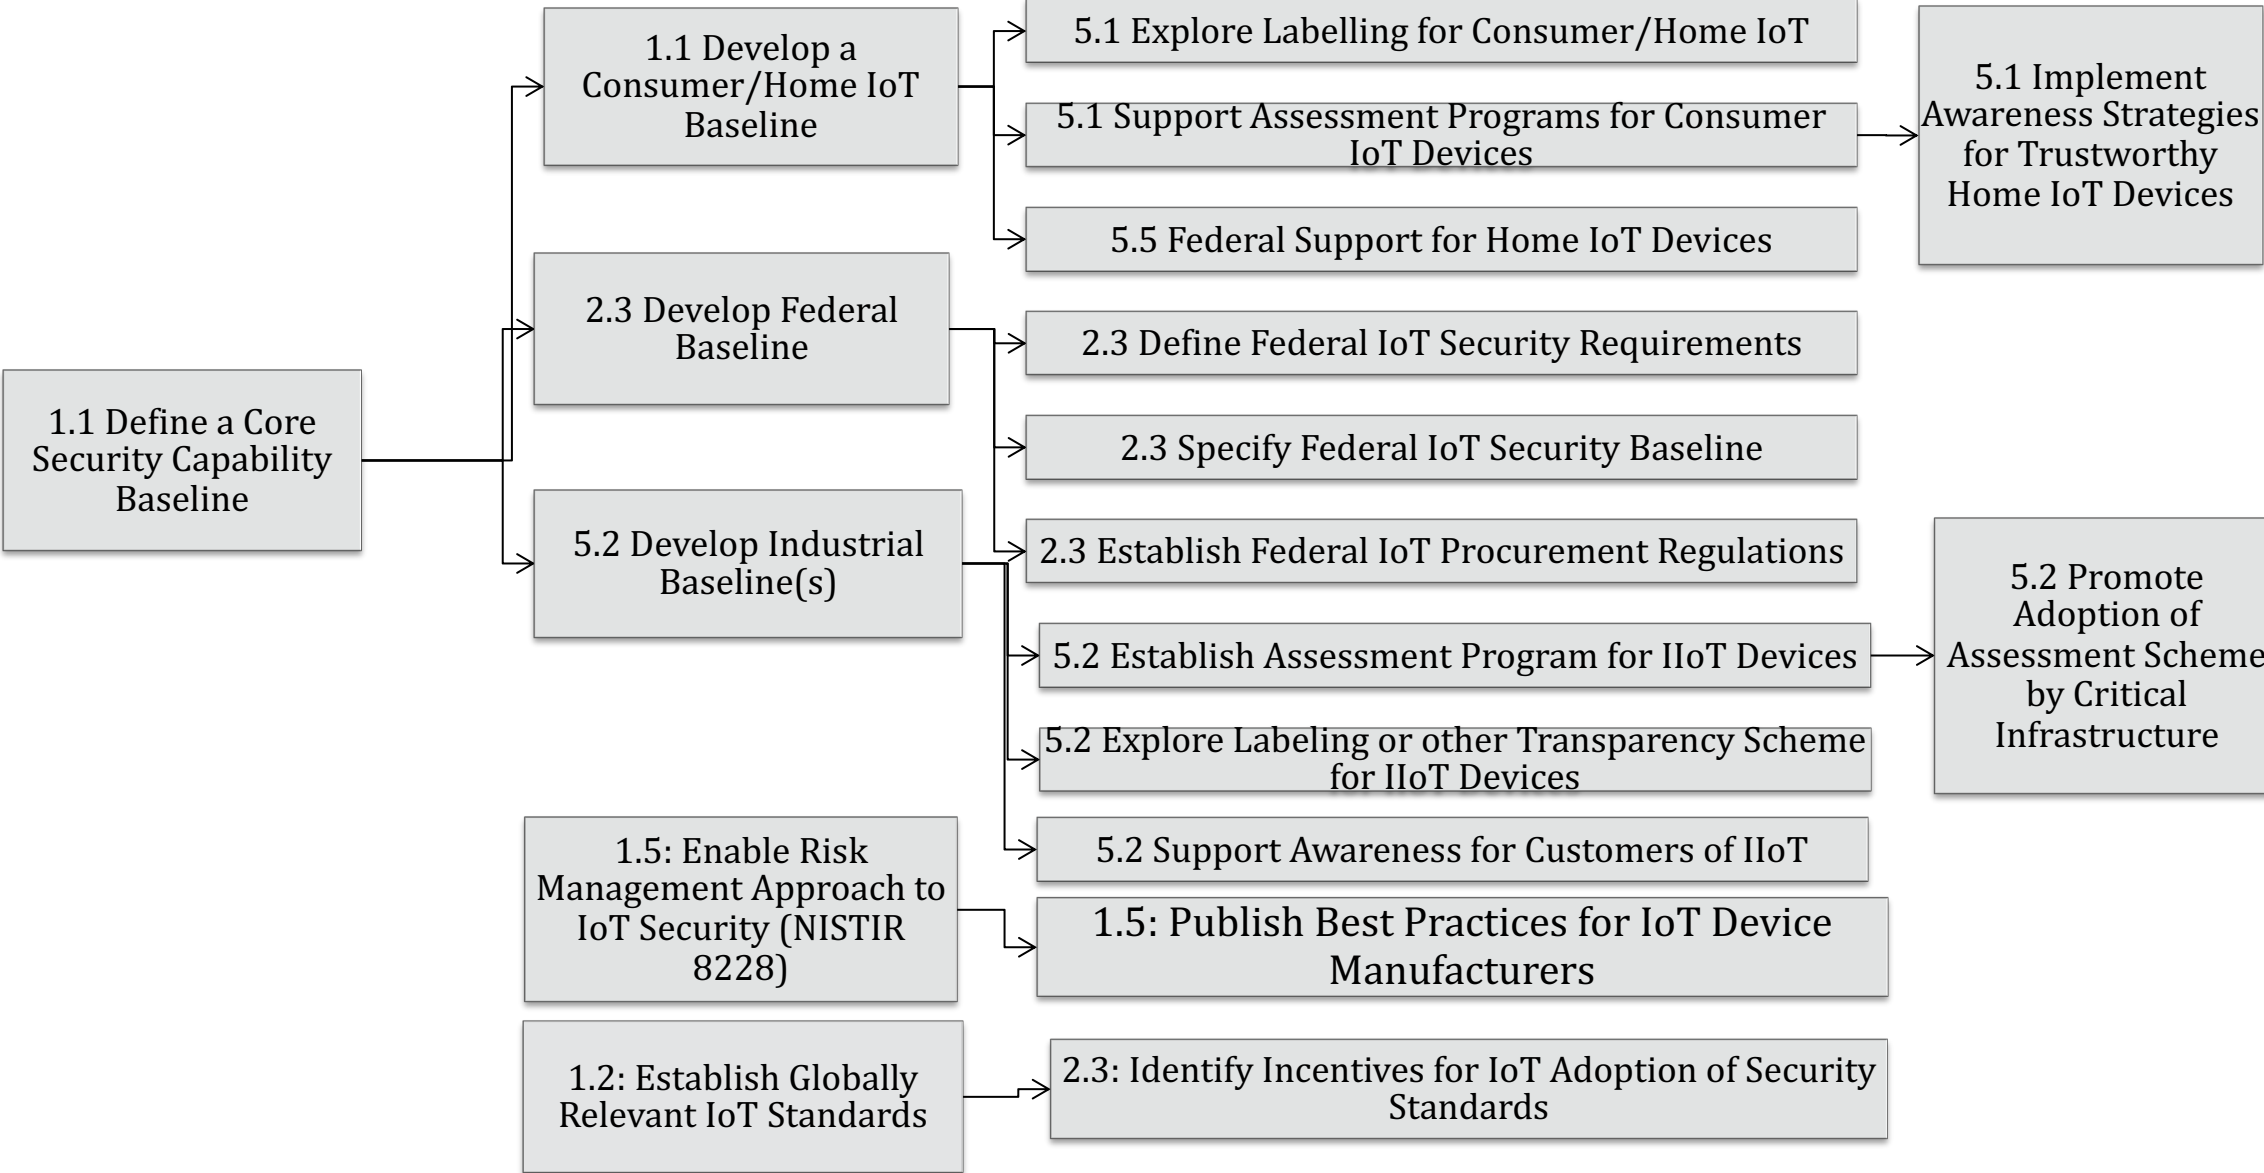 1.1 Define a Core
Security Capability
Baseline
1.1 Develop a
Consumer/Home IoT
Baseline
2.3 Develop Federal
Baseline
5.2 Develop Industrial
Baseline(s)
1.5: Enable Risk
Management Approach to
IoT Security (NISTIR
8228)
1.2: Establish Globally
Relevant IoT Standards
5.1 Explore Labelling for Consumer/Home IoT
5.1 Support Assessment Programs for Consumer
IoT Devices
5.5 Federal Support for Home IoT Devices
2.3 Define Federal IoT Security Requirements
2.3 Specify Federal IoT Security Baseline
2.3 Establish Federal IoT Procurement Regulations
5.2 Establish Assessment Program for IIoT Devices
5.2 Explore Labeling or other Transparency Scheme
for IIoT Devices
5.2 Support Awareness for Customers of IIoT
1.5: Publish Best Practices for IoT Device
Manufacturers
2.3: Identify Incentives for IoT Adoption of Security
Standards
5.1 Implement
Awareness Strategies
for Trustworthy
Home IoT Devices
5.2 Promote
Adoption of
Assessment Scheme
by Critical
Infrastructure